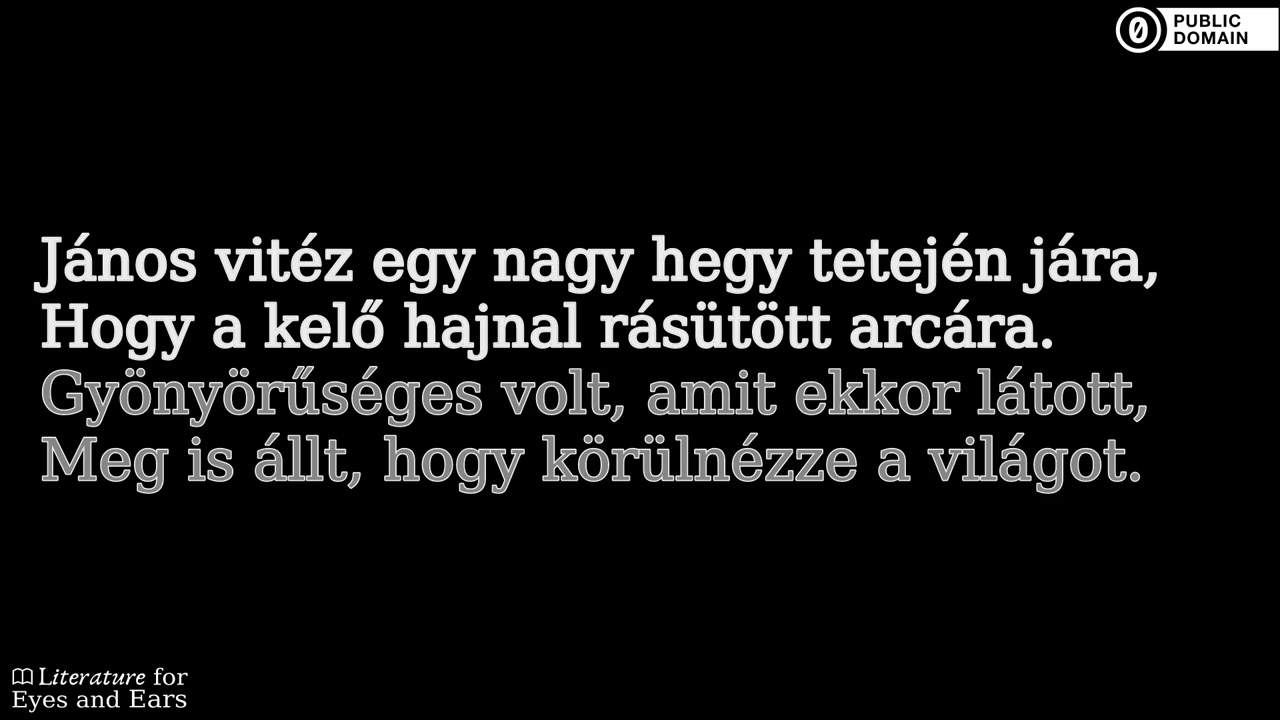 PUBLIC
DOMAIN
János vitéz egy nagy hegy tetején jára,
Hogy a kelő hajnal rásütött arcára.
Gyönyörűséges volt, amit ekkor látott,
Meg is állt, hogy körülnézze a világot.
Literature for
Eyes and Ears